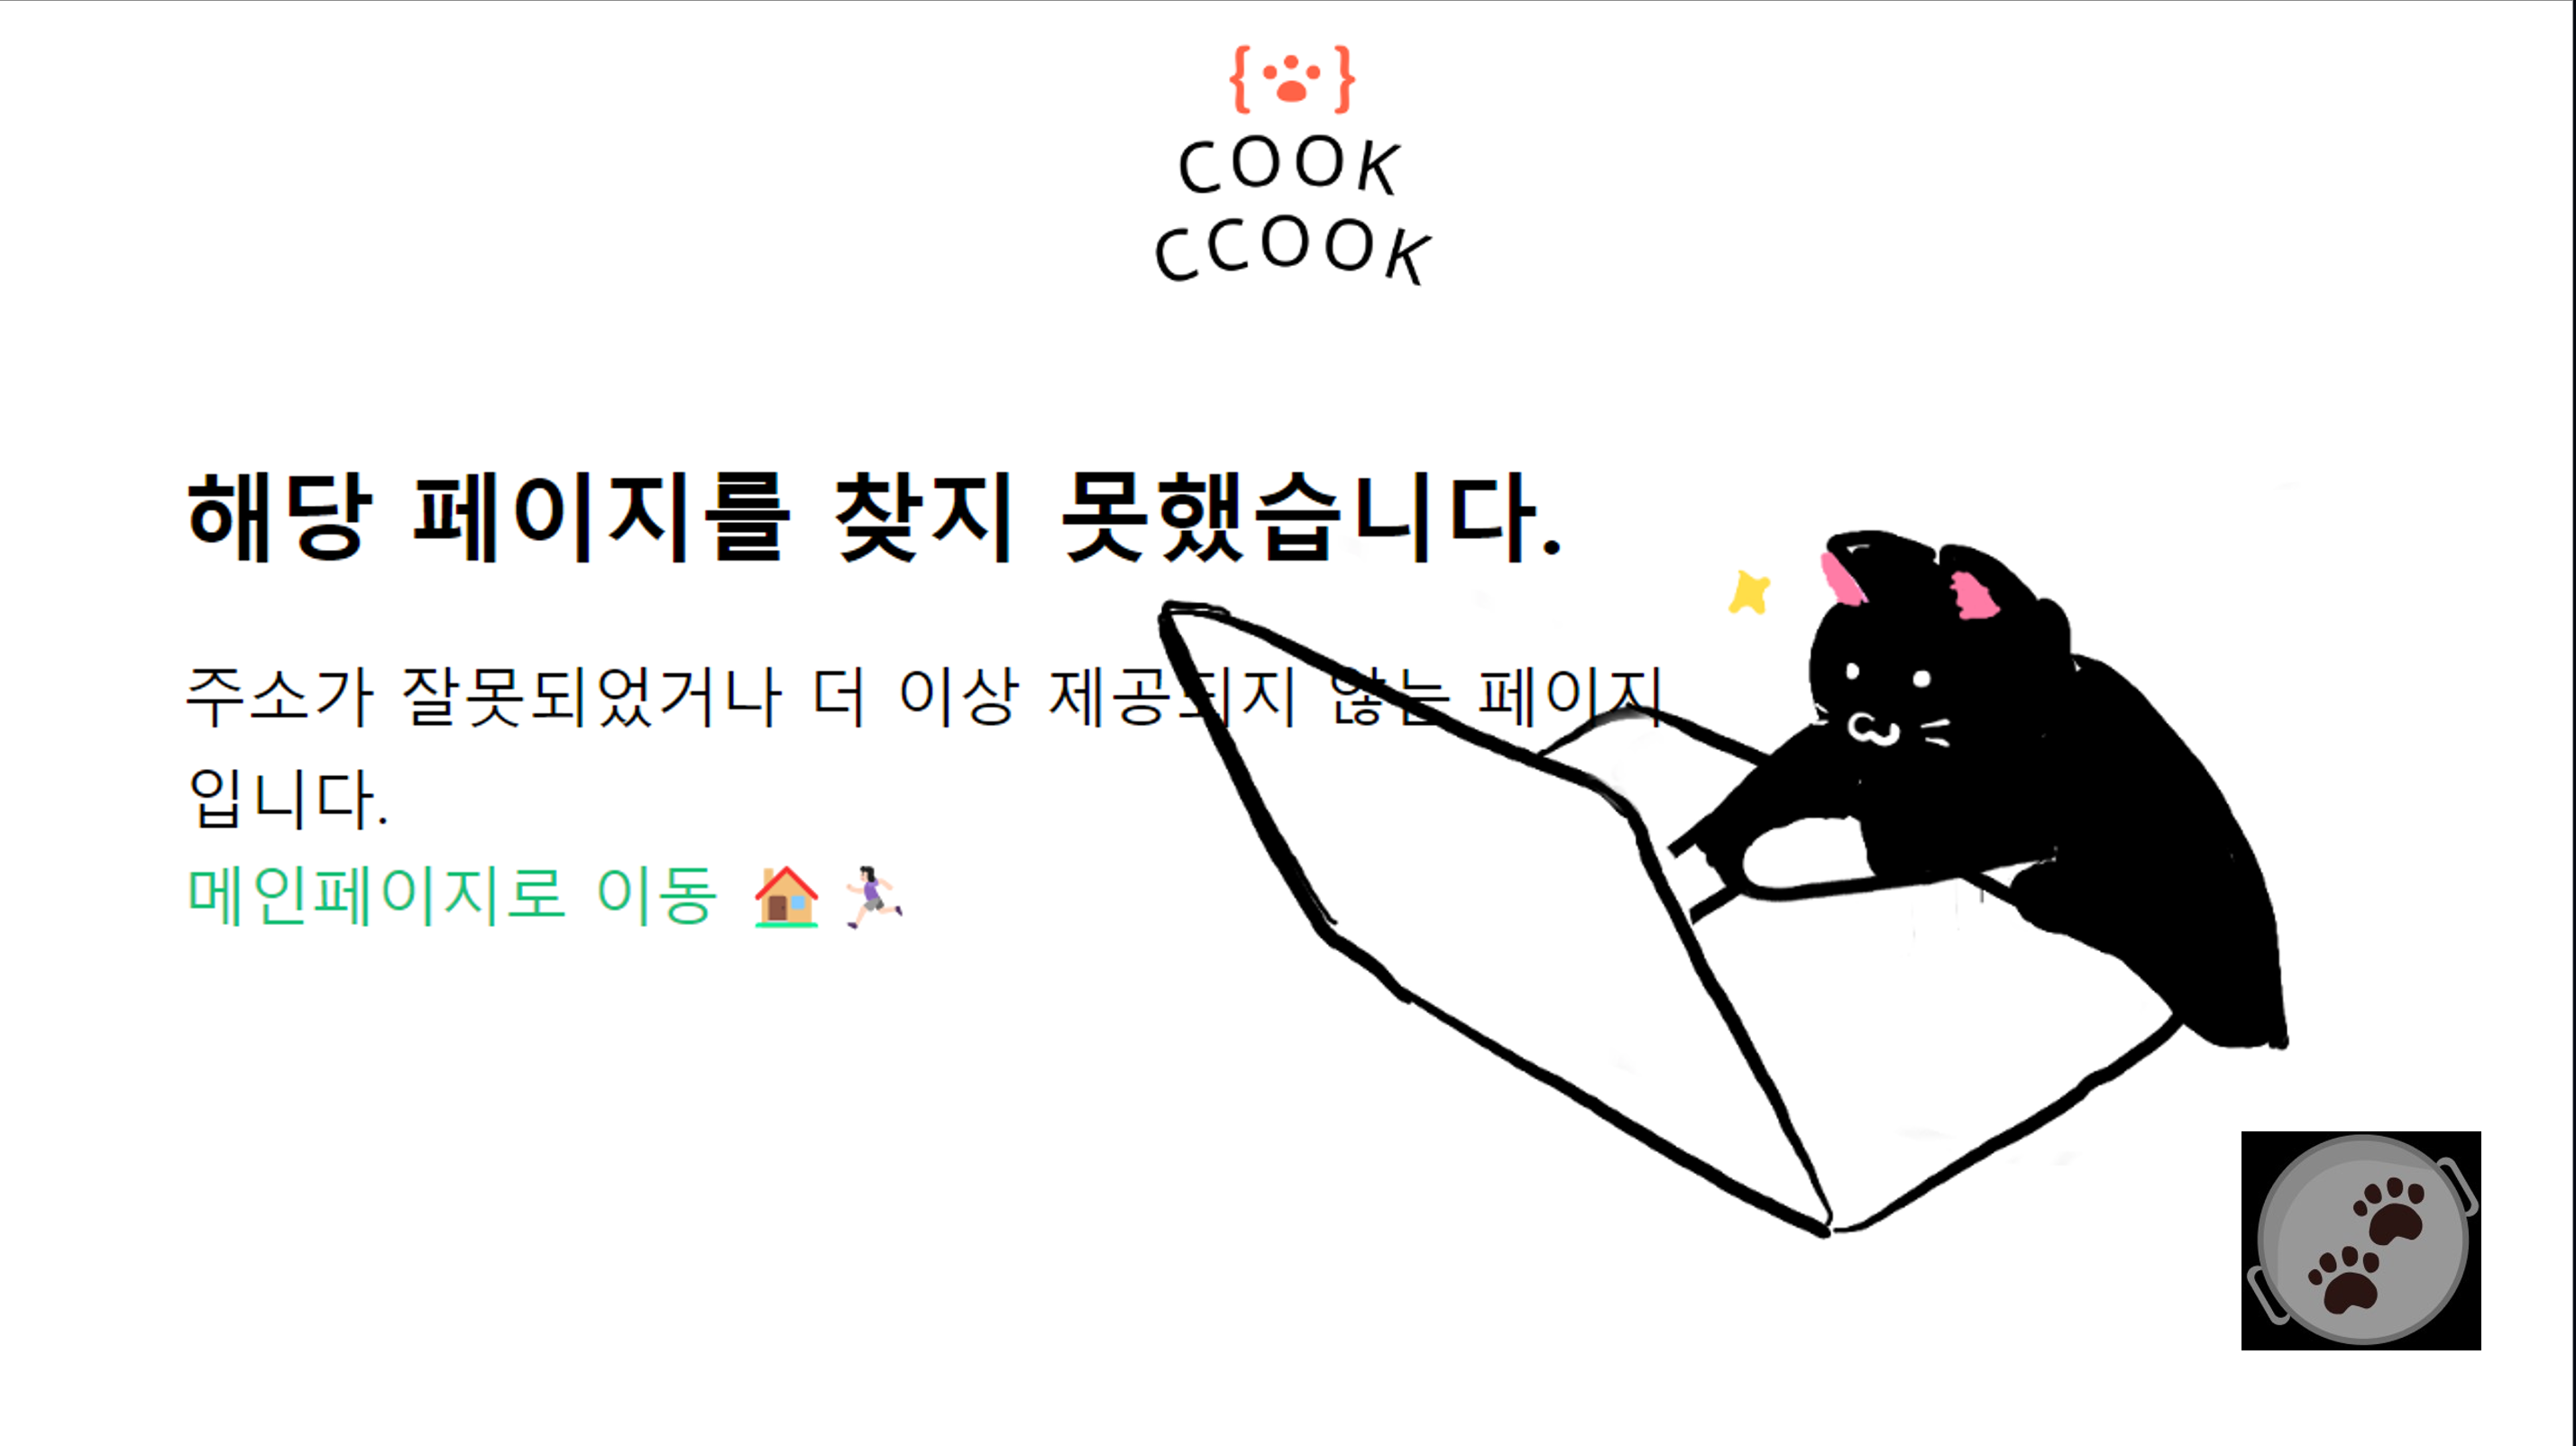 { }
COOK
CCOOK
해당 페이지를 찾지 못했습니다.
주소가 잘못되었거나 더 이상 제공되지 않는 페이지
입니다.
메인페이지로 이동 🏠🏃🏻‍♀️